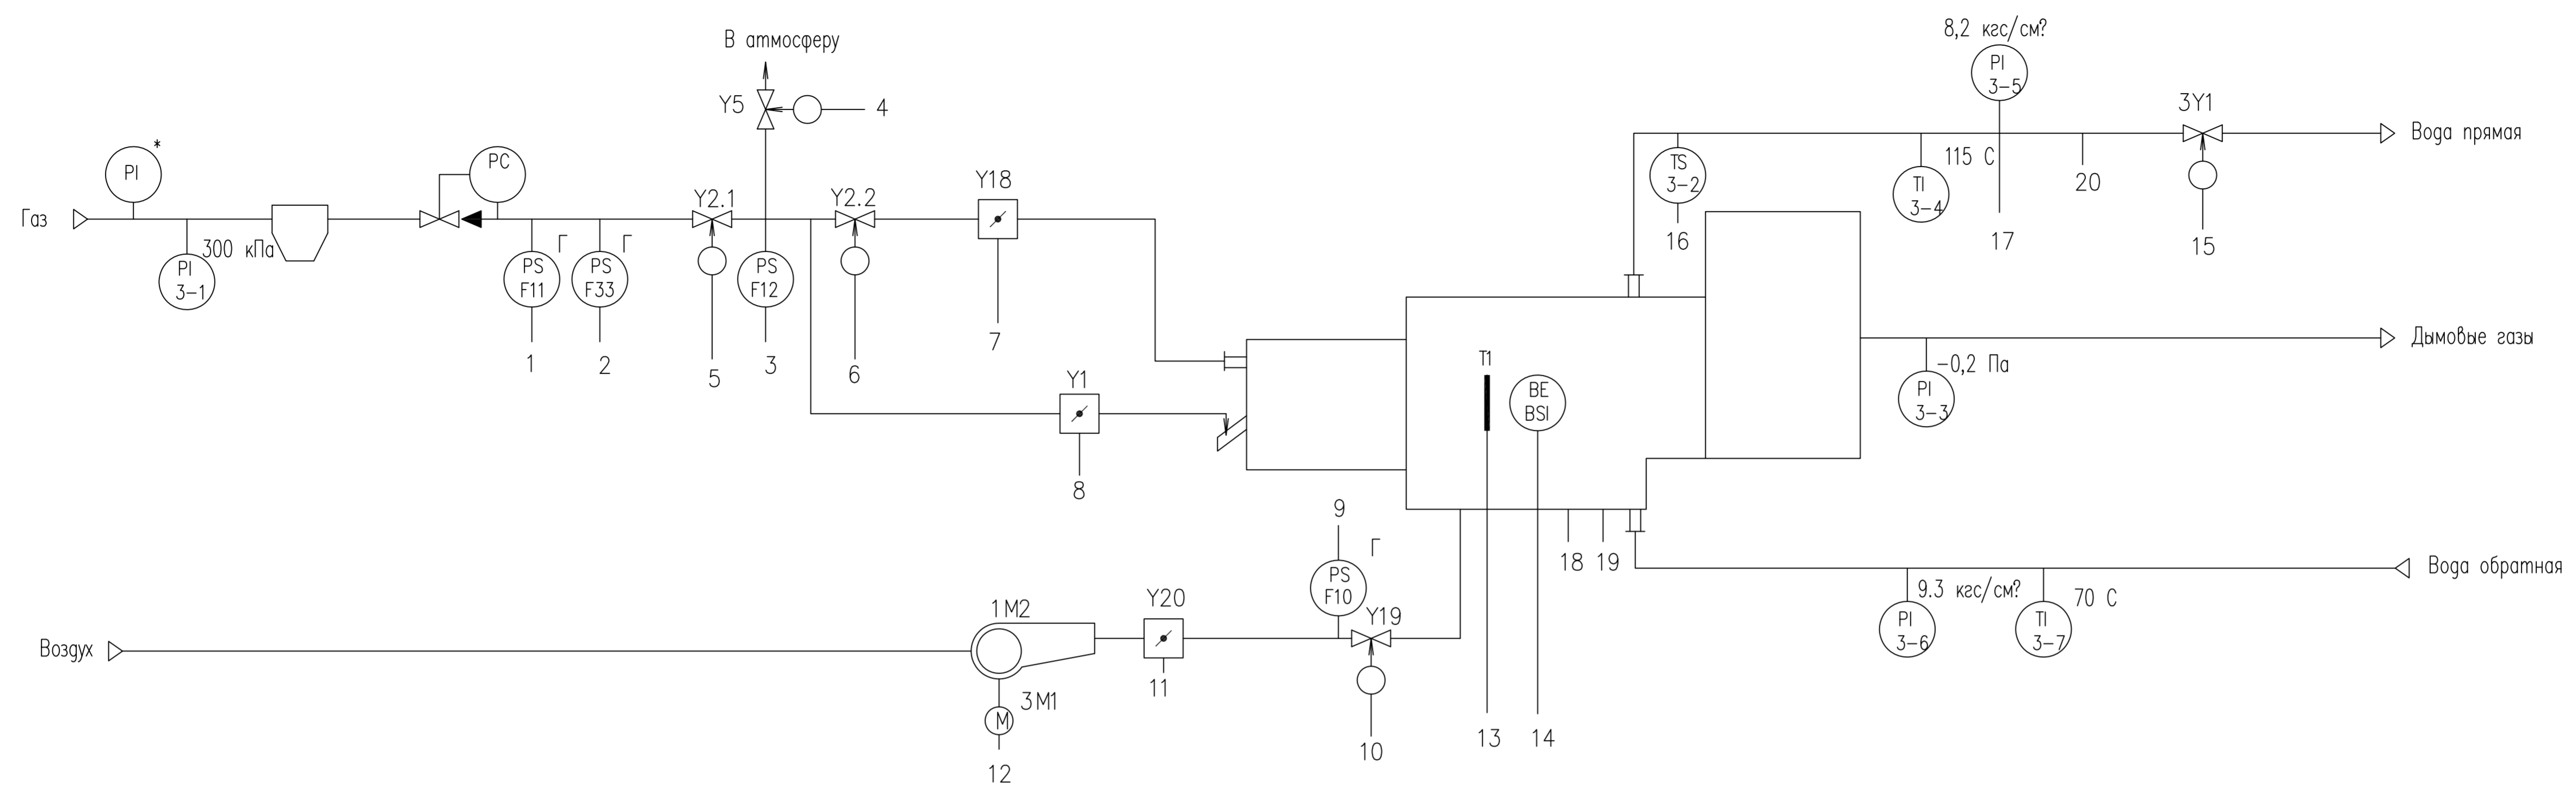 В атмосферу
Y5
4
Газ
PI
*
PI
3-1
300 кПа
PC
PS
F11
Г
1
PS
F33
Г
2
Y2.1
5
PS
F12
3
Y2.2
6
Y18
7
Y1
8
8,2 кгс/см?
PI
3-5
17
TS
3-2
16
TI
3-4
115 С
20
3Y1
15
Вода прямая
Дымовые газы
-0,2 Па
PI
3-3
T1
13
BE
BSI
14
18
19
9
PS
F10
Г
Y19
10
Вода обратная
9.3 кгс/см?
PI
3-6
70 С
TI
3-7
Воздух
1М2
3М1
М
12
Y20
11